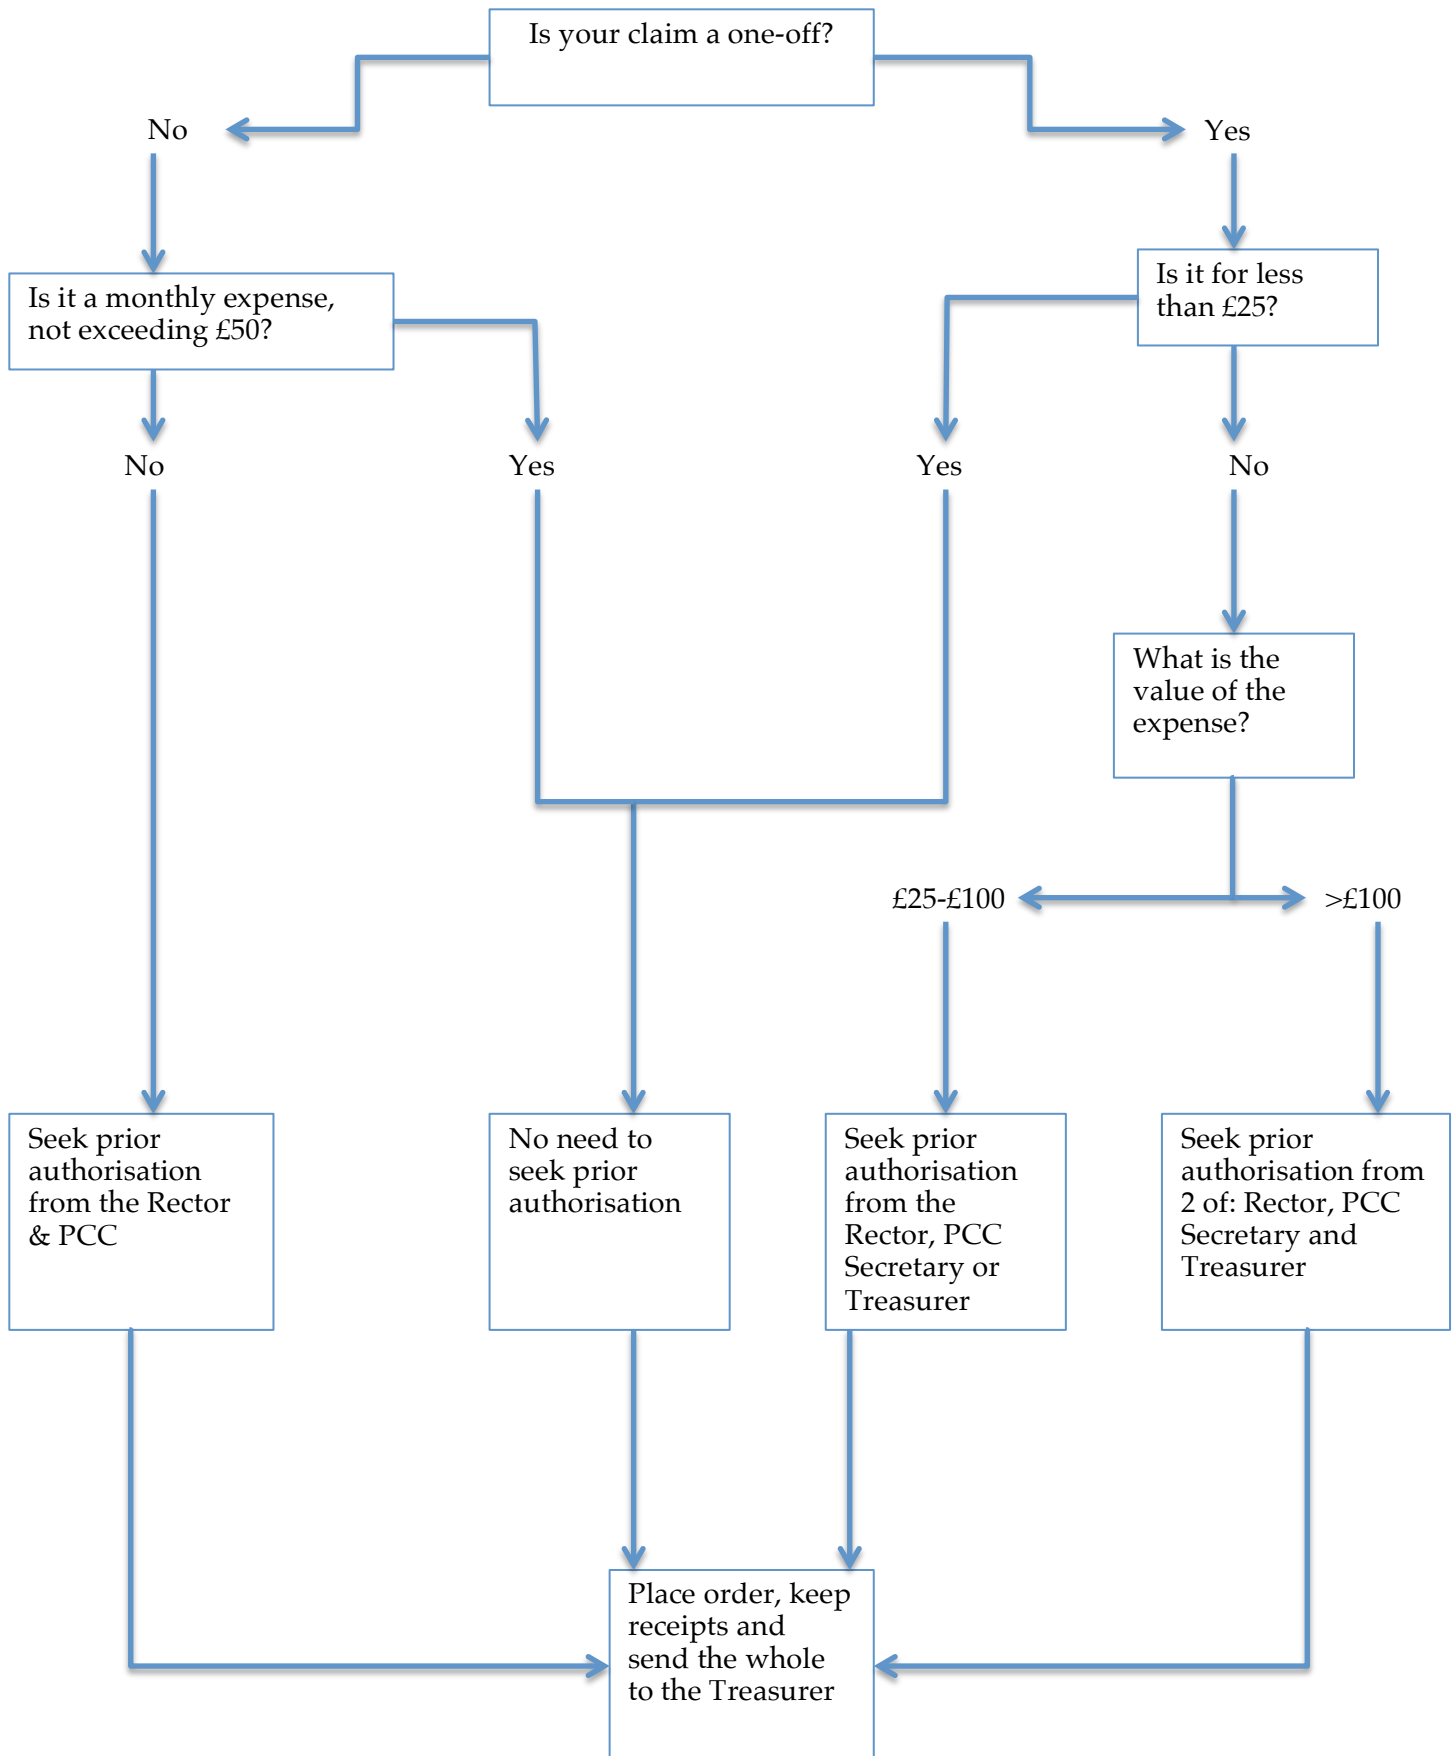 Is your claim a one-off?
No
Yes
Is it a monthly expense,
not exceeding £50?
Is it for less
than £25?
No
Yes
Yes
No
What is the
value of the
expense?
£25-£100
>£100
Seek prior
authorisation
from the Rector
& PCC
No need to
seek prior
authorisation
Seek prior
authorisation
from the
Rector, PCC
Secretary or
Treasurer
Seek prior
authorisation from
2 of: Rector, PCC
Secretary and
Treasurer
Place order, keep
receipts and
send the whole
to the Treasurer